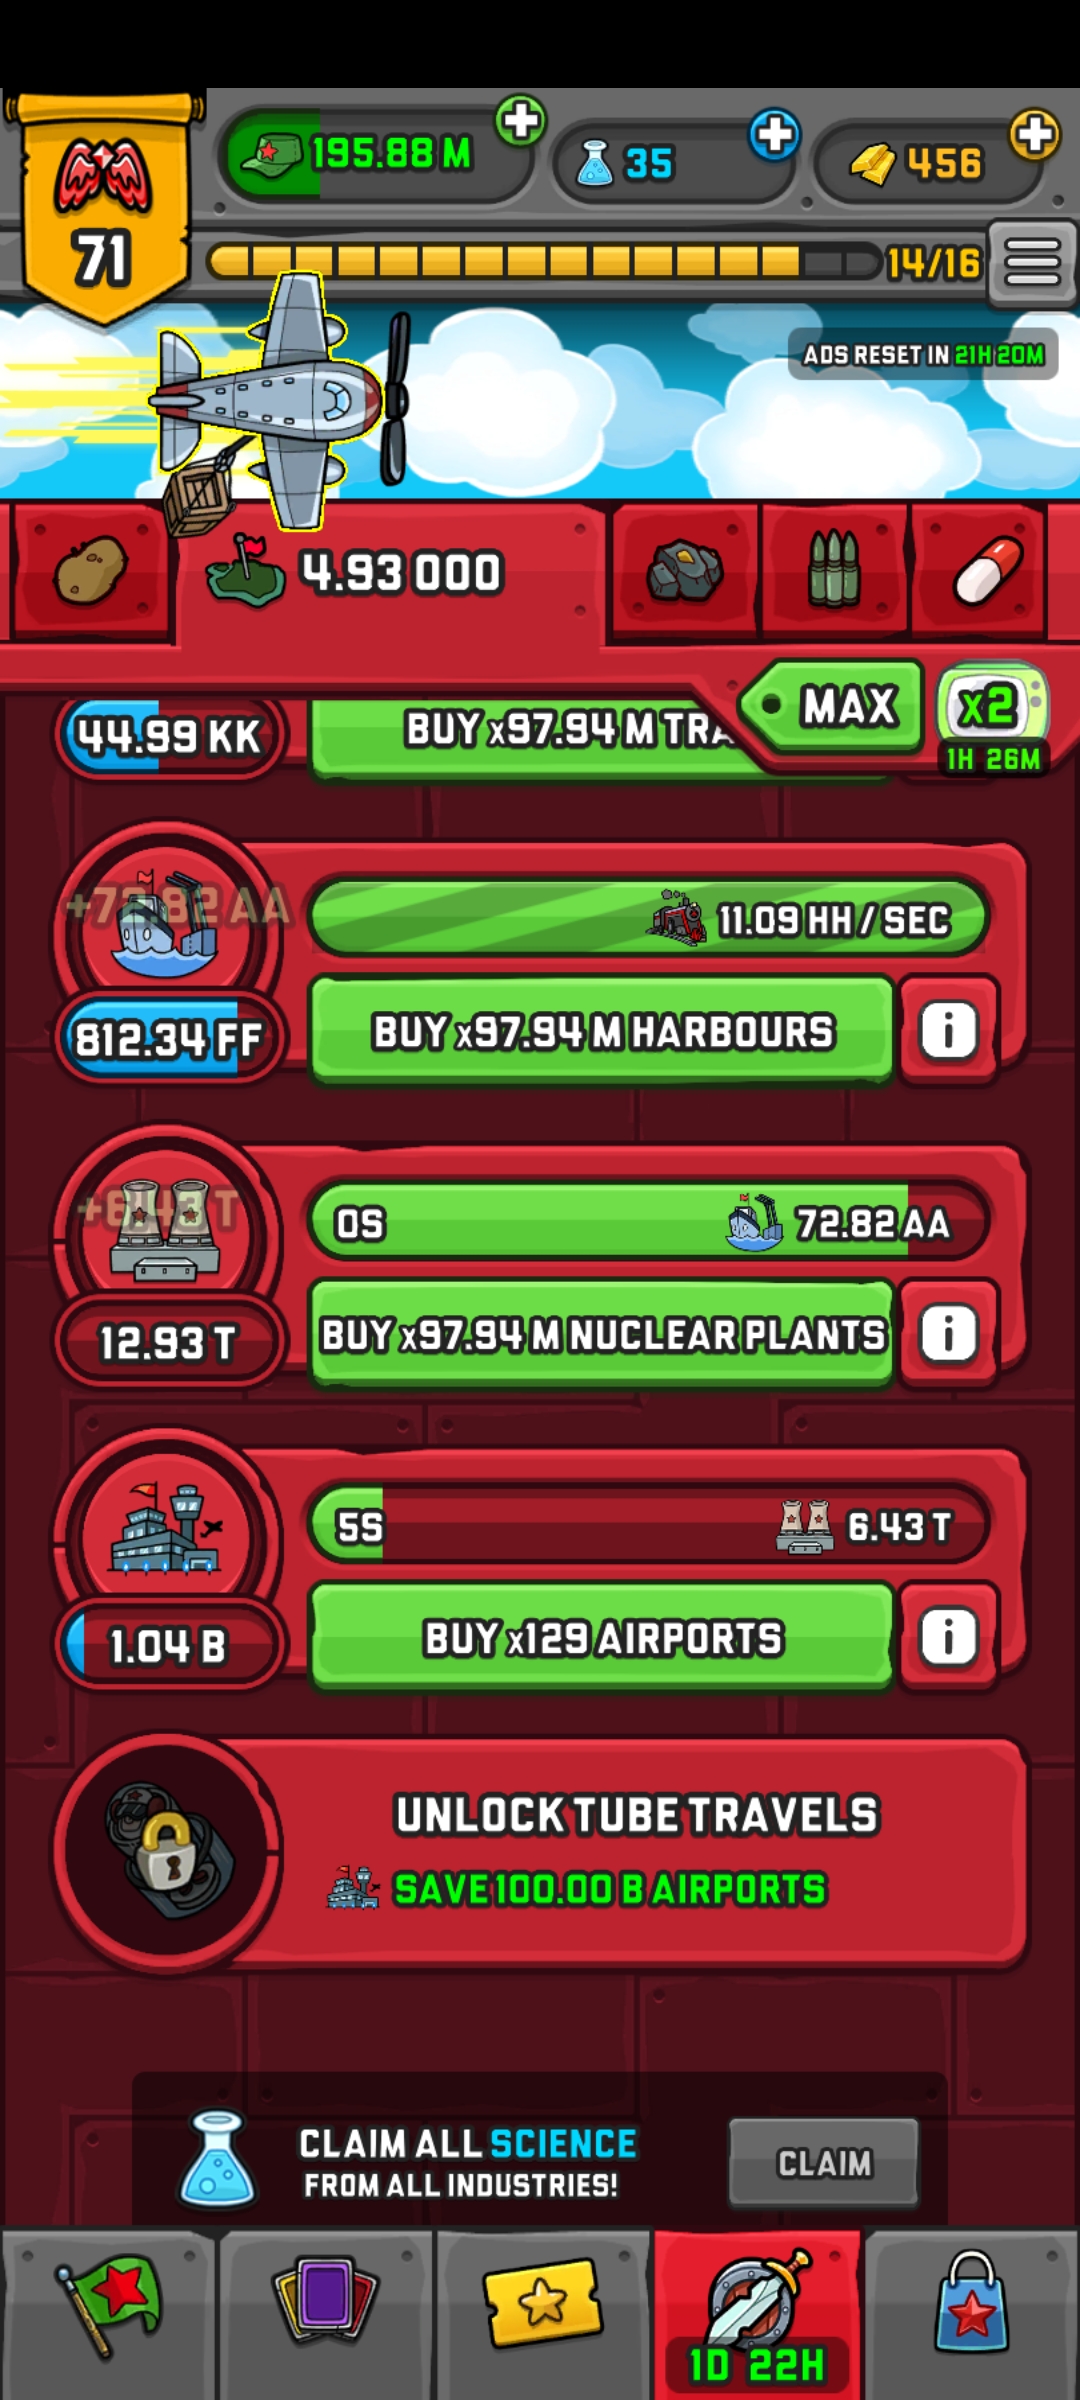 195.88 M
35
456
71
14/16
ADS RESET IN 21H 20M
4.93 000
MAX
x2
1H 26M
44.99 KK
BUY x97.94 M TRA
+72.82 AA
11.09 HH / SEC
812.34 FF
BUY x97.94 M HARBOURS
+6.43 T
0S
72.82 AA
12.93 T
BUY x97.94 M NUCLEAR PLANTS
5S
6.43 T
1.04 B
BUY x129 AIRPORTS
UNLOCK TUBE TRAVELS
SAVE 100.00 B AIRPORTS
CLAIM ALL SCIENCE
FROM ALL INDUSTRIES!
CLAIM
1D 22H